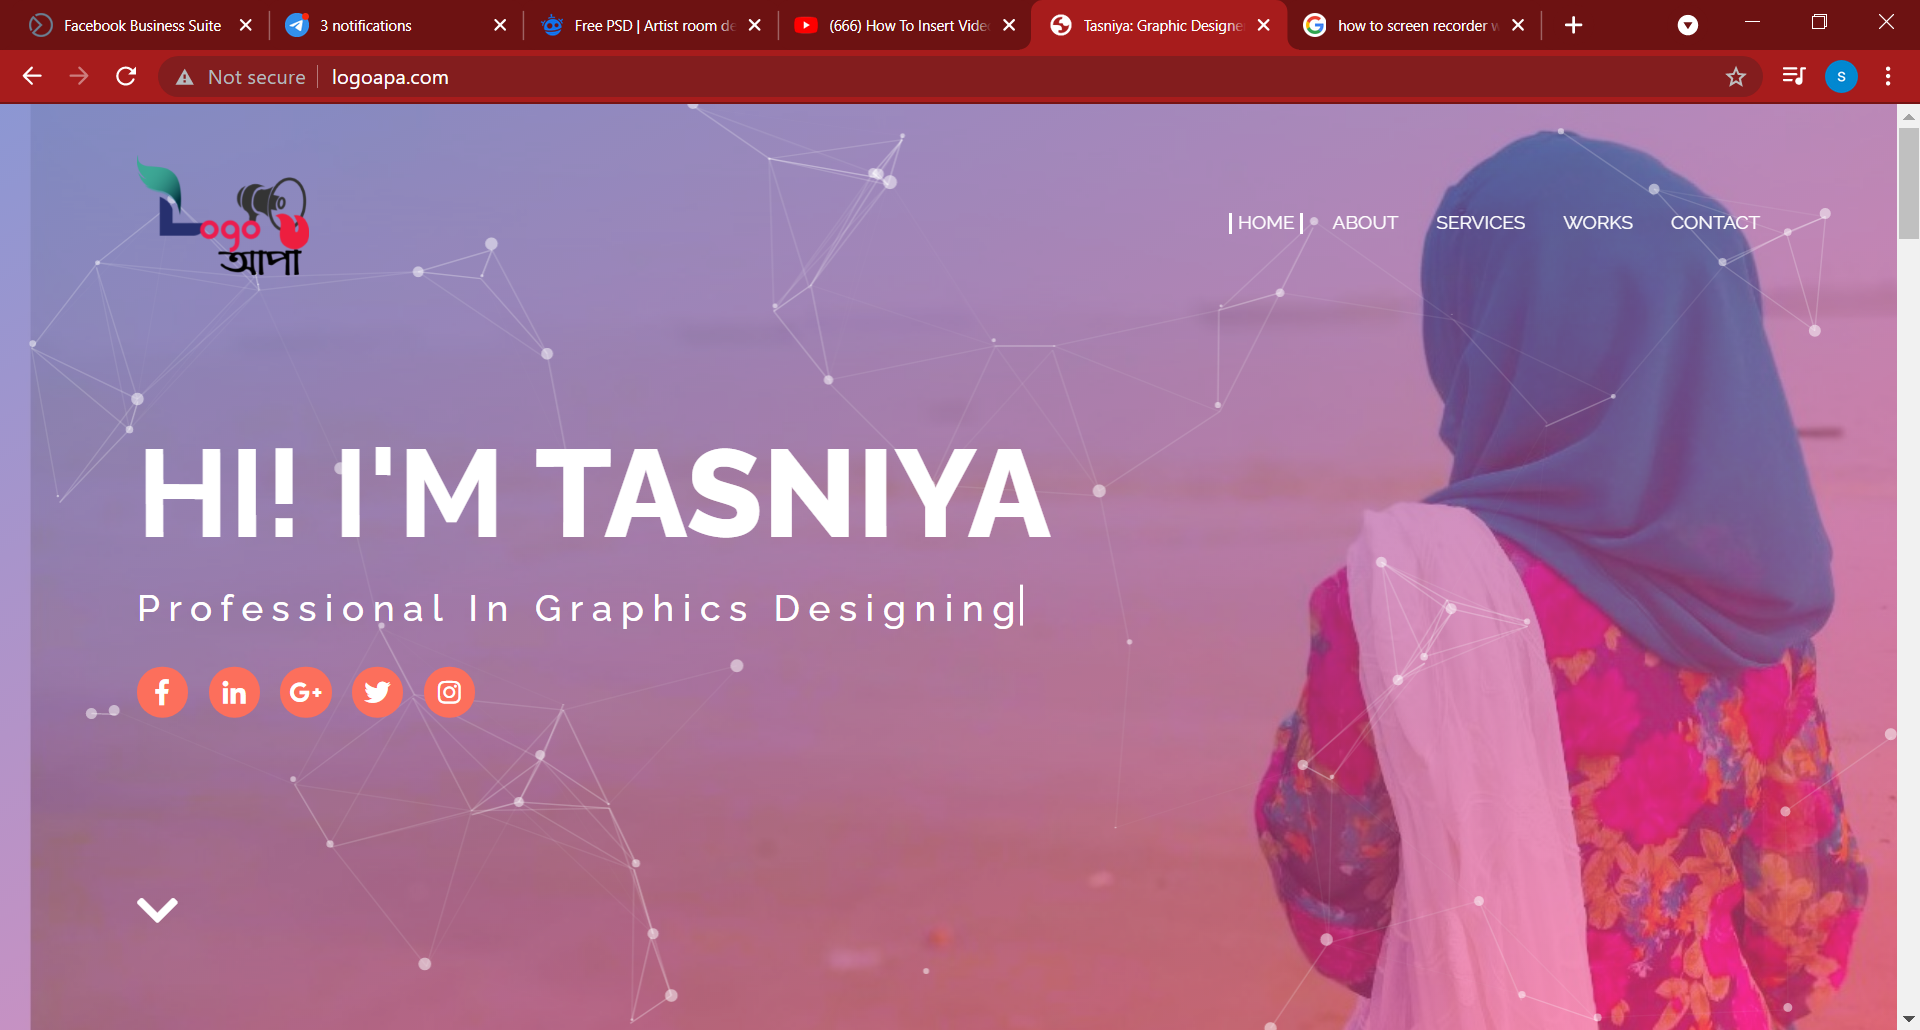 Facebook Business Suite
3 notifications
Free PSD | Artist room de
(666) How To Insert Vide
Tasniya: Graphic Designe
how to screen recorder w
Not secure
logoapa.com
S
Logo
আপা
HOME
ABOUT
SERVICES
WORKS
CONTACT
HI! I'M TASNIYA
Professional In Graphics Designing